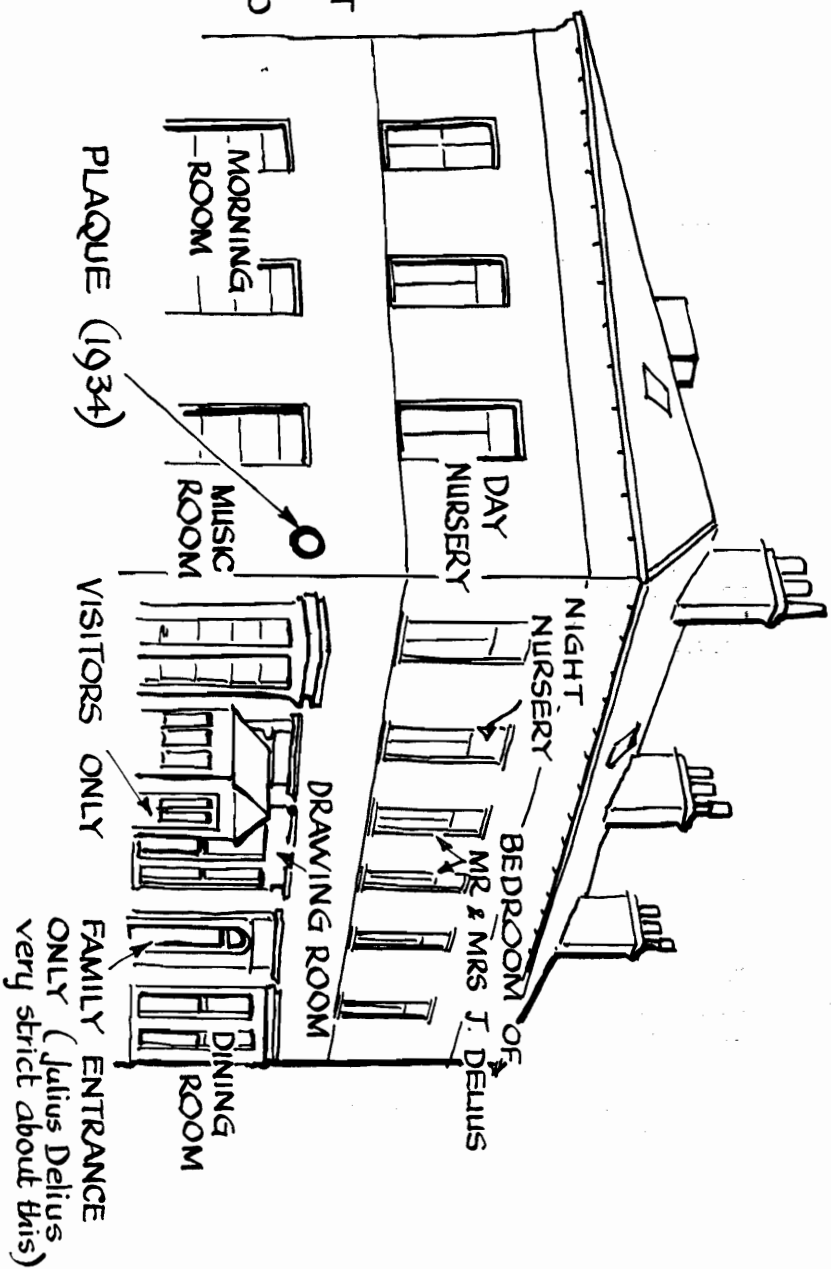 NIGHT
NURSERY
BEDROOM OF
MR & MRS J. DELIUS
DAY
NURSERY
DRAWING ROOM
MORNING
ROOM
MUSIC
ROOM
DINING
ROOM
PLAQUE (1934)
VISITORS ONLY
FAMILY ENTRANCE
ONLY (Julius Delius
very strict about this)